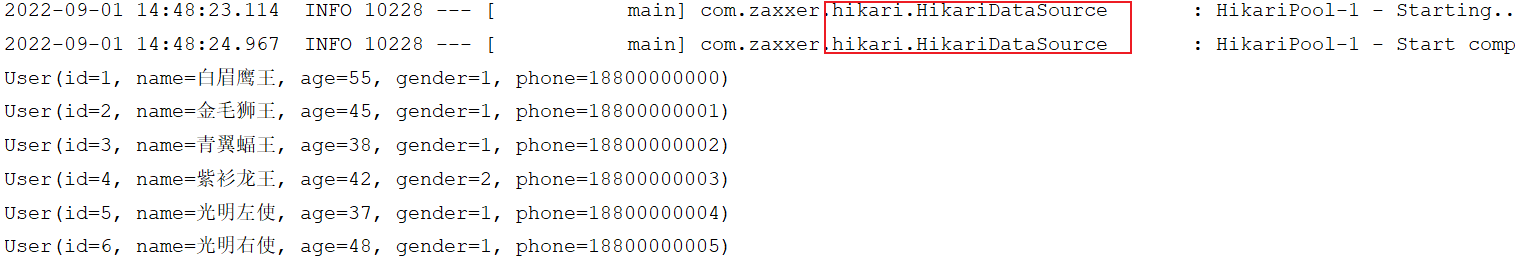 2022-09-01 14:48:23.114  INFO 10228 --- [           main] com.zaxxer.hikari.HikariDataSource       : HikariPool-1 - Starting..
2022-09-01 14:48:24.967  INFO 10228 --- [           main] com.zaxxer.hikari.HikariDataSource       : HikariPool-1 - Start comp
User(id=1, name=白眉鹰王, age=55, gender=1, phone=18800000000)
User(id=2, name=金毛狮王, age=45, gender=1, phone=18800000001)
User(id=3, name=青翼蝠王, age=38, gender=1, phone=18800000002)
User(id=4, name=紫衫龙王, age=42, gender=2, phone=18800000003)
User(id=5, name=光明左使, age=37, gender=1, phone=18800000004)
User(id=6, name=光明右使, age=48, gender=1, phone=18800000005)